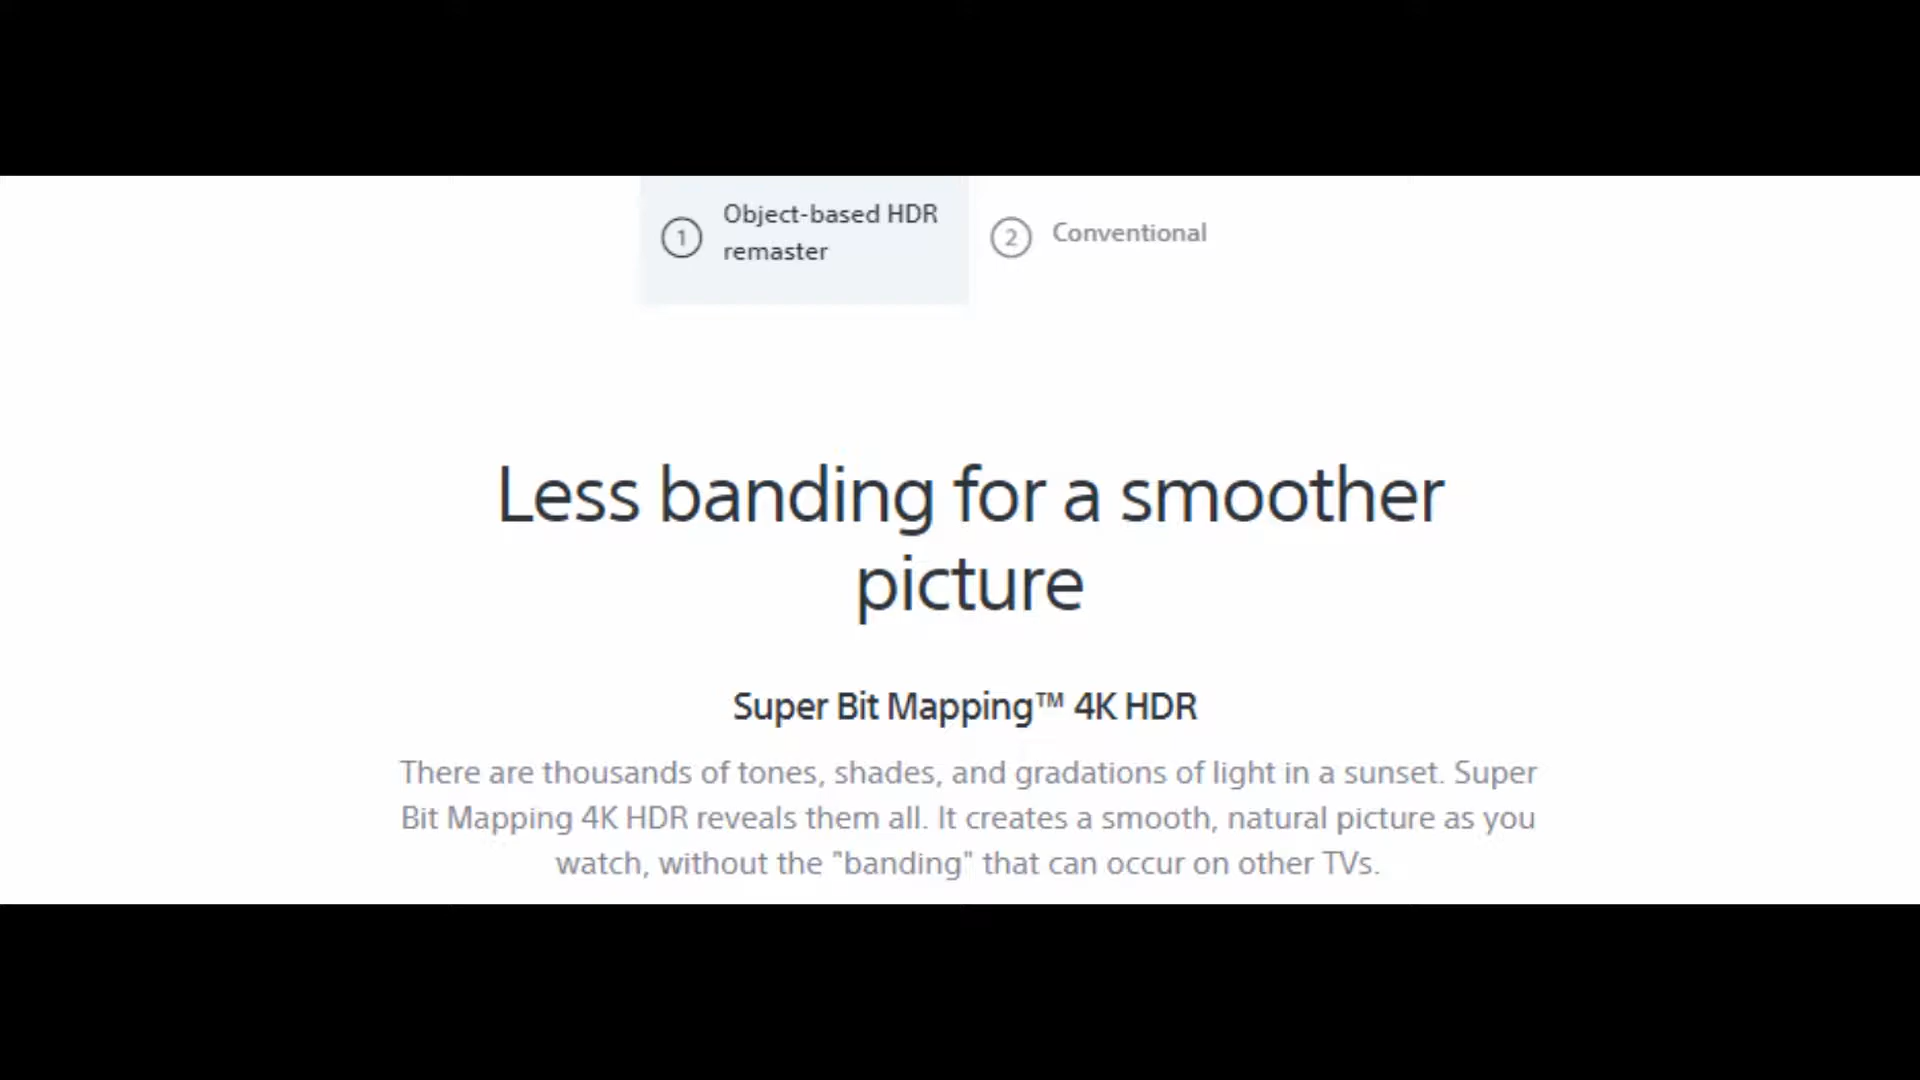 1 Object-based HDR
remaster
2 Conventional
Less banding for a smoother
picture
Super Bit Mapping™ 4K HDR
There are thousands of tones, shades, and gradations of light in a sunset. Super
Bit Mapping 4K HDR reveals them all. It creates a smooth, natural picture as you
watch, without the "banding" that can occur on other TVs.